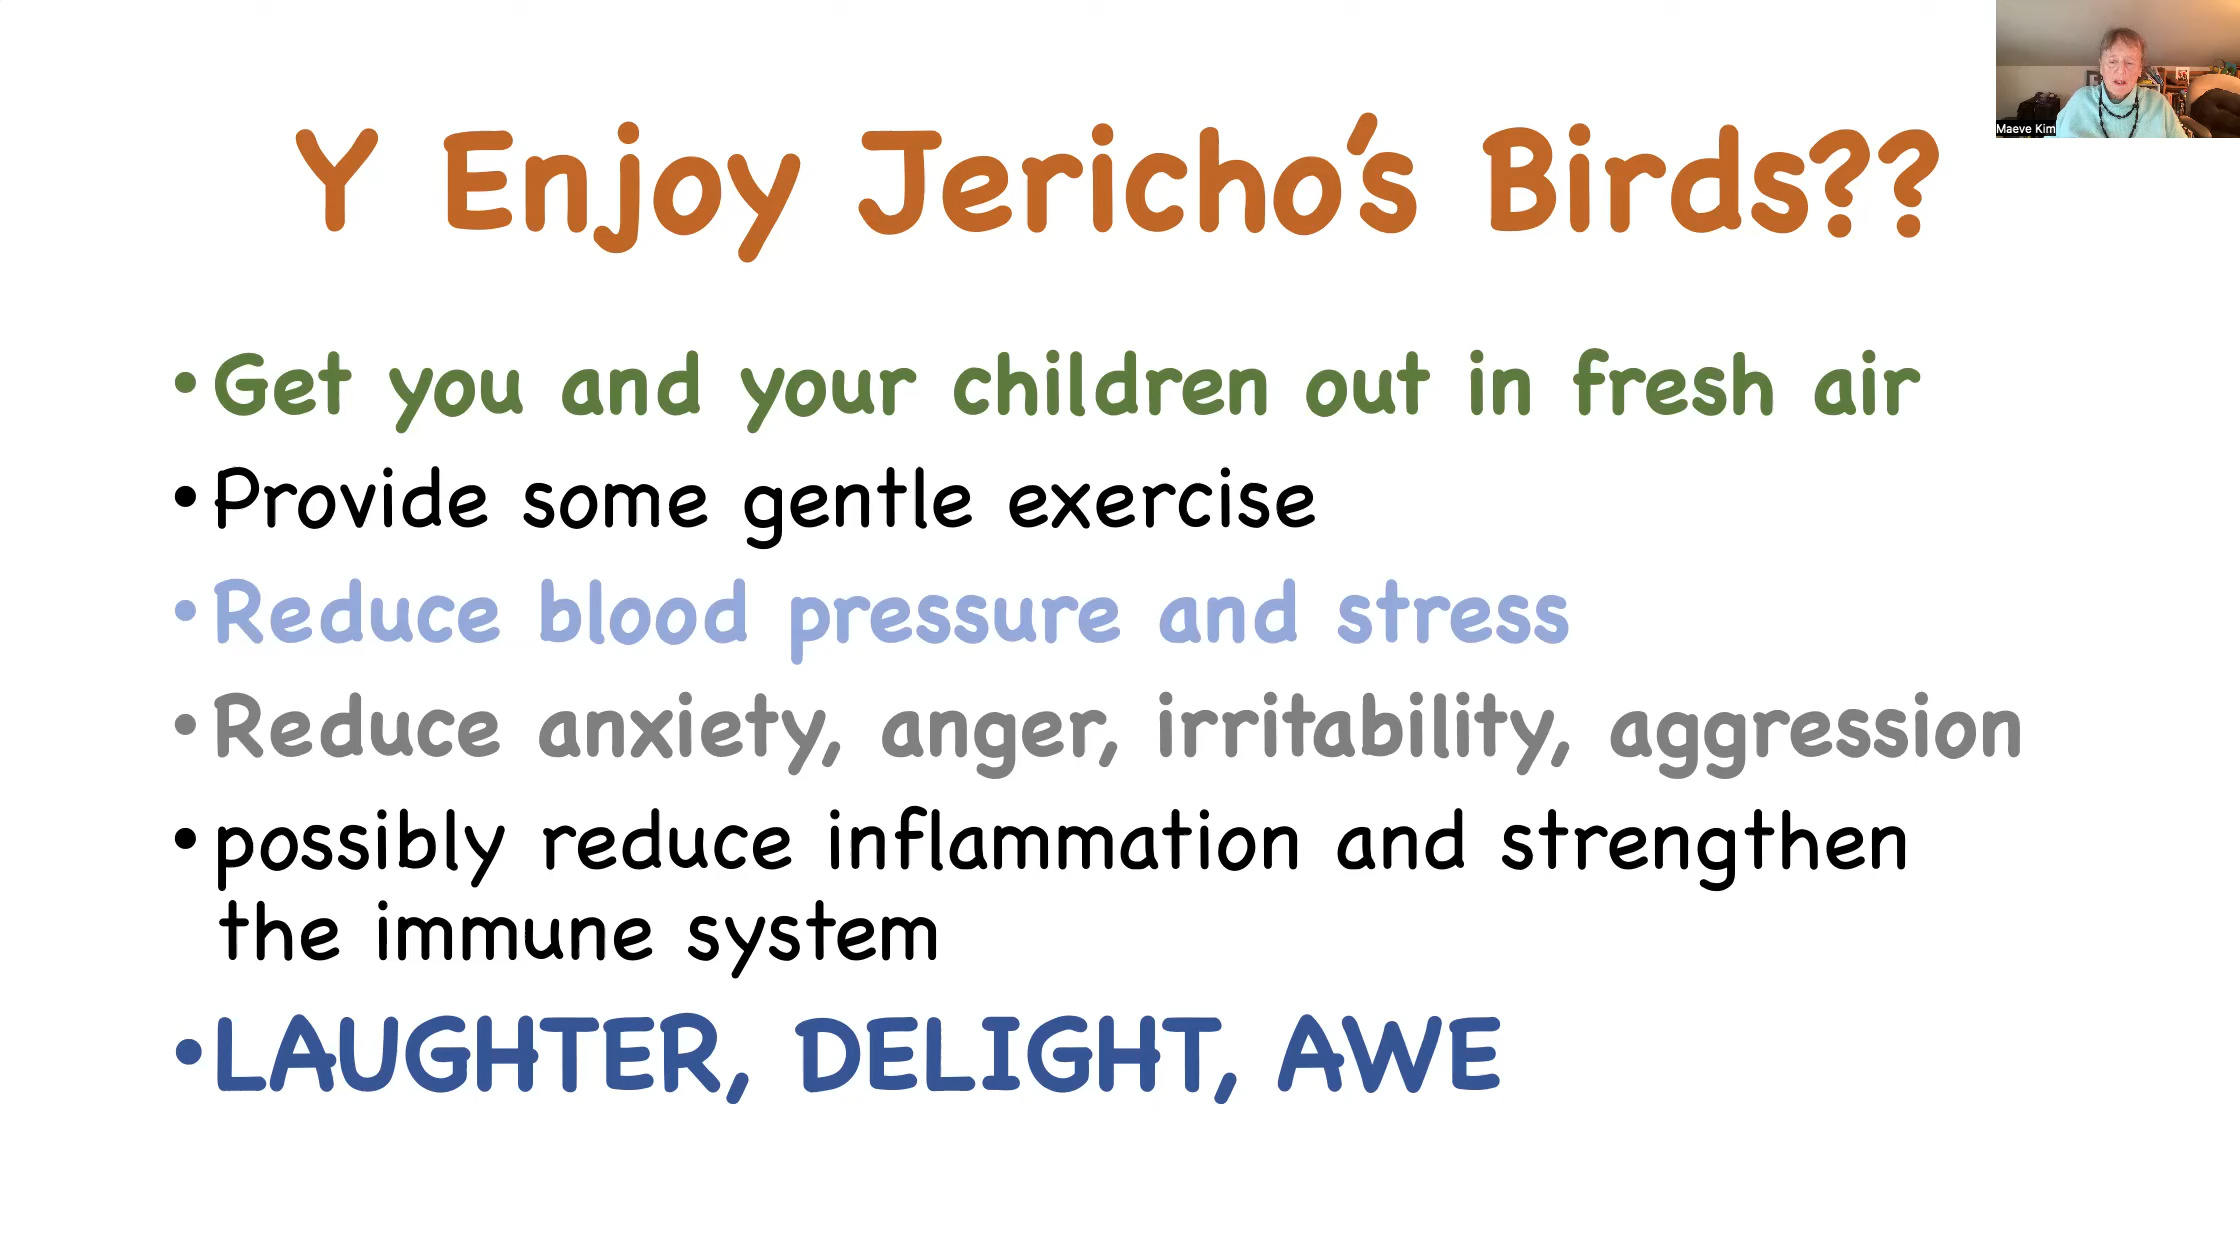 Maeve Kim
Y Enjoy Jericho's Birds??
• Get you and your children out in fresh air
• Provide some gentle exercise
• Reduce blood pressure and stress
• Reduce anxiety, anger, irritability, aggression
• possibly reduce inflammation and strengthen
the immune system
• LAUGHTER, DELIGHT, AWE